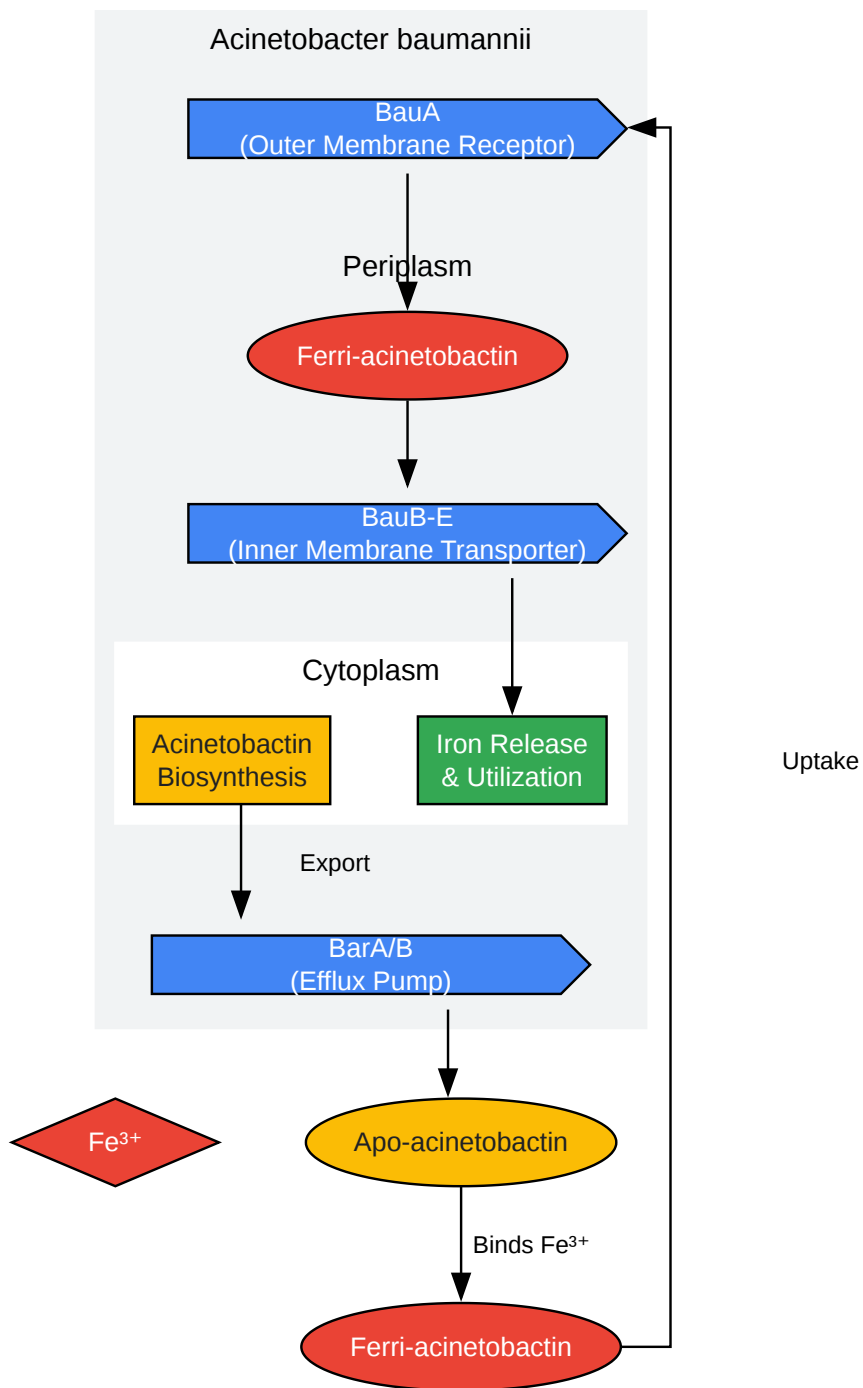 Acinetobacter baumannii
BauA
(Outer Membrane Receptor)
Periplasm
Ferri-acinetobactin
BauB-E
(Inner Membrane Transporter)
Cytoplasm
Acinetobactin
Biosynthesis
Iron Release
& Utilization
Uptake
Export
BarA/B
(Efflux Pump)
Fe³⁺
Apo-acinetobactin
Binds Fe³⁺
Ferri-acinetobactin